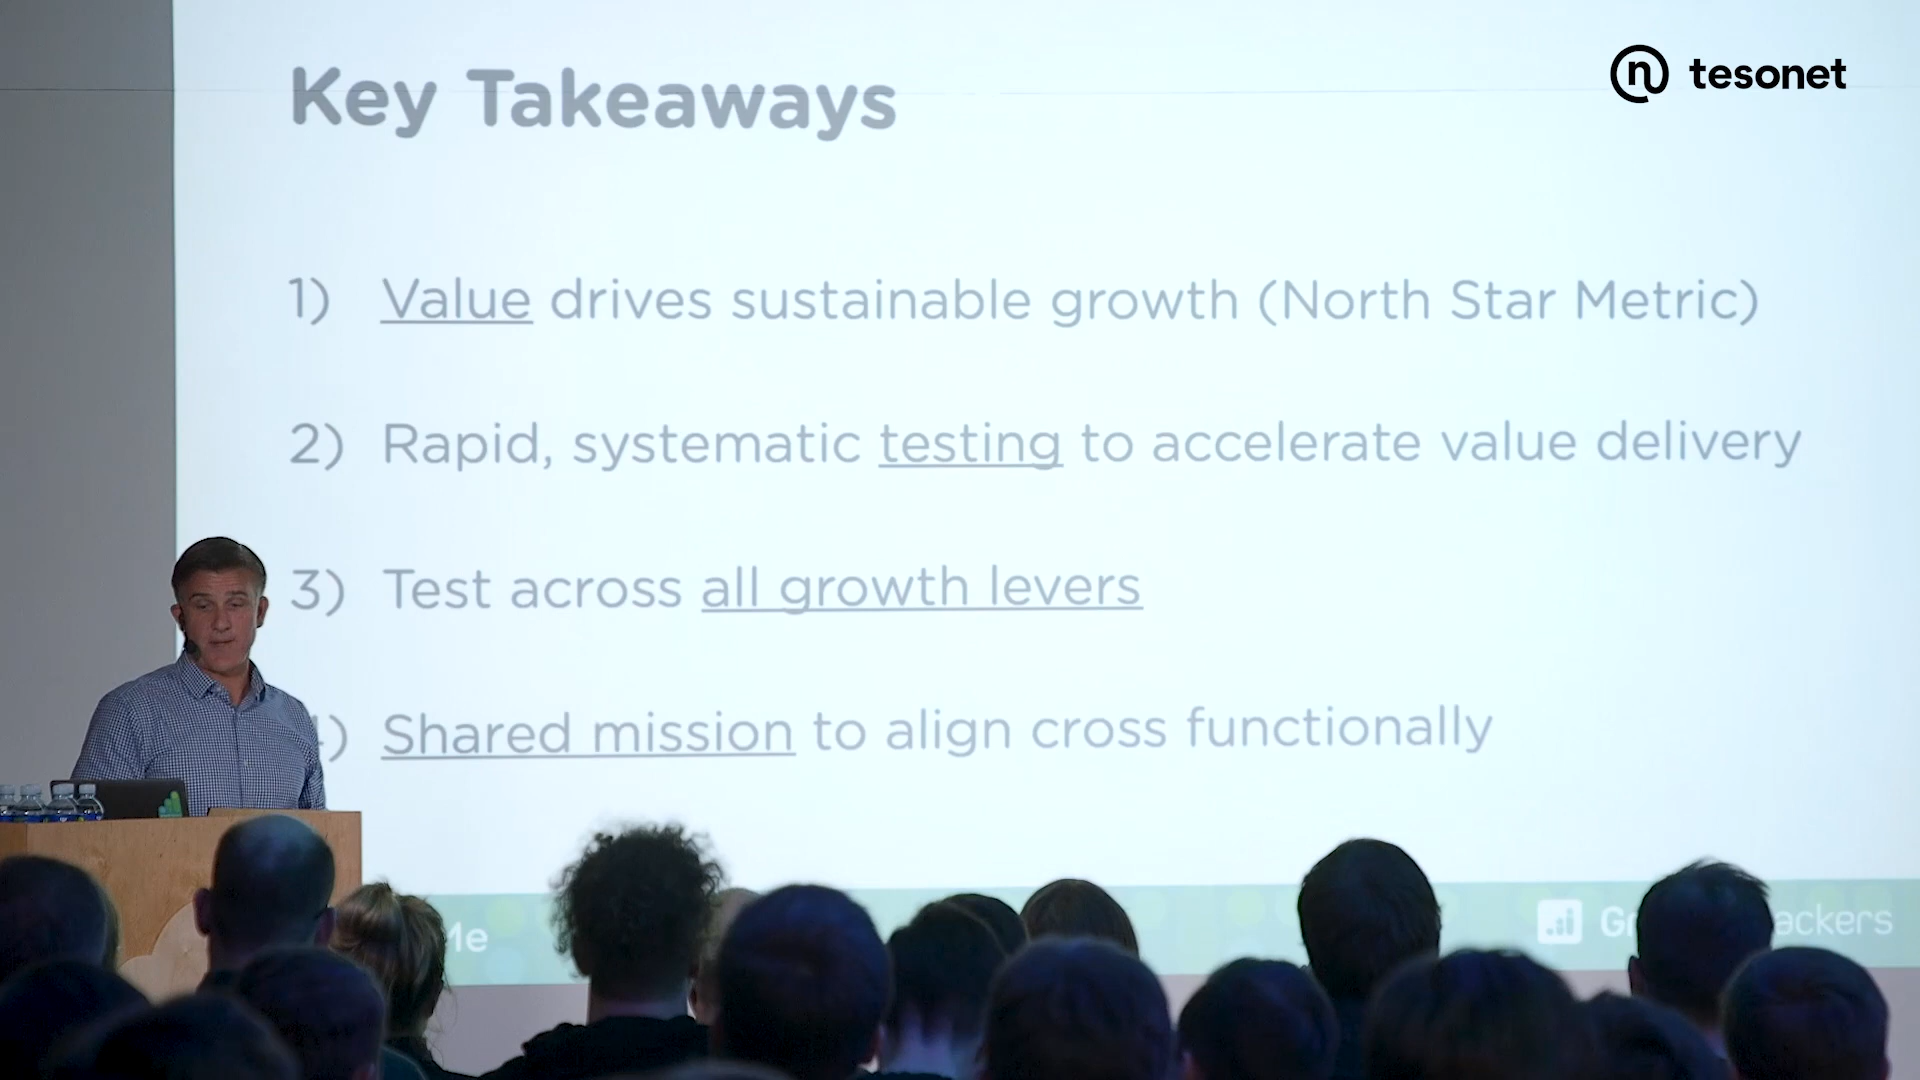 tesonet
Key Takeaways
1) Value drives sustainable growth (North Star Metric)
2) Rapid, systematic testing to accelerate value delivery
3) Test across all growth levers
) Shared mission to align cross functionally